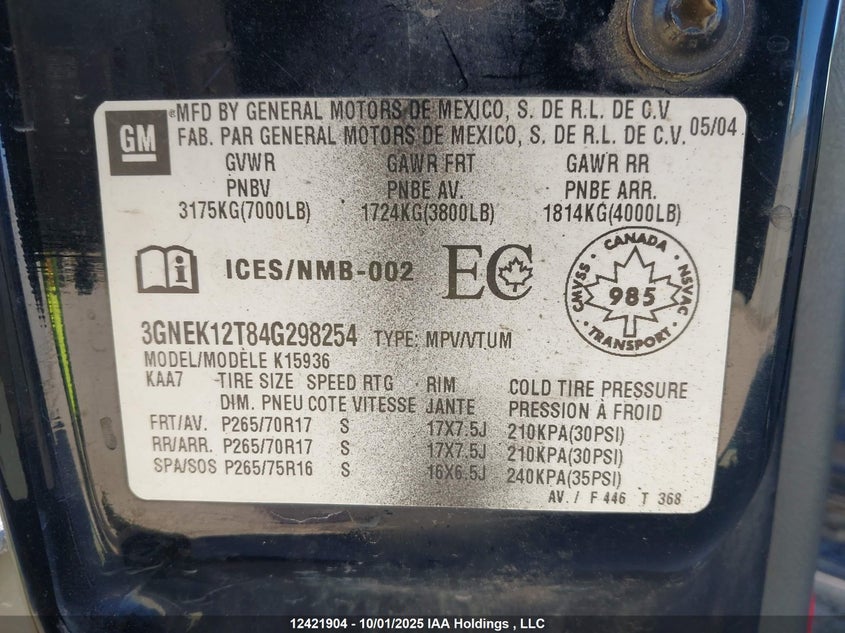 GM
®MFD BY GENERAL MOTORS DE MEXICO, S. DE R.L. DE C.V
FAB. PAR GENERAL MOTORS DE MEXICO, S. DE R.L. DE C.V. 05/04
GVWR GAWR FRT GAWR RR
PNBV PNBE AV. PNBE ARR.
3175KG(7000LB) 1724KG(3800LB) 1814KG(4000LB)
i ICES/NMB-002 EC
CANADA
CMVSS 985 NSVAC
TRANSPORT
3GNEK12T84G298254 TYPE: MPV/VTUM
MODEL/MODÈLE K15936
KAA7 TIRE SIZE SPEED RTG RIM COLD TIRE PRESSURE
DIM. PNEU COTE VITESSE JANTE PRESSION À FROID
FRT/AV. P265/70R17 S 17X7.5J 210KPA(30PSI)
RR/ARR. P265/70R17 S 17X7.5J 210KPA(30PSI)
SPA/SOS P265/75R16 S 16X6.5J 240KPA(35PSI)
AV. / F 446 T 368
12421904 - 10/01/2025 IAA Holdings , LLC